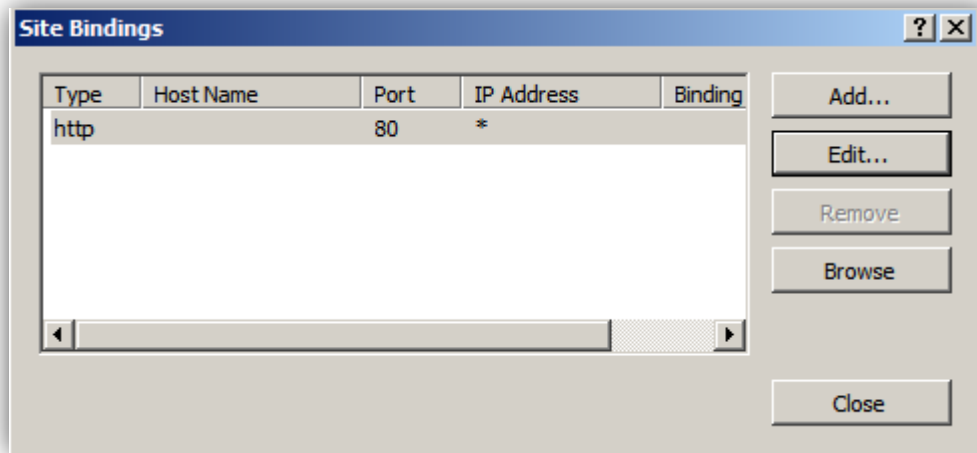 Site Bindings
Type Host Name Port IP Address Binding
http 80 *
Add...
Edit...
Remove
Browse
Close